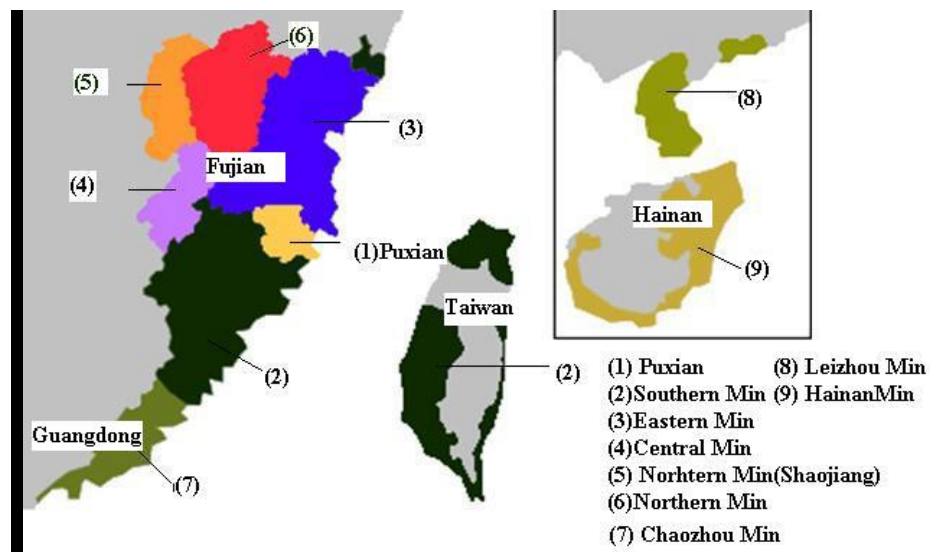 (6)
(5)
(3)
(8)
Fujian
(4)
Hainan
(1)Puxian
(9)
Taiwan
(2)
(2)
Guangdong
(7)
(1) Puxian
(2)Southern Min
(3)Eastern Min
(4)Central Min
(5) Norhtern Min(Shaojiang)
(6)Northern Min
(7) Chaozhou Min
(8) Leizhou Min
(9) HainanMin